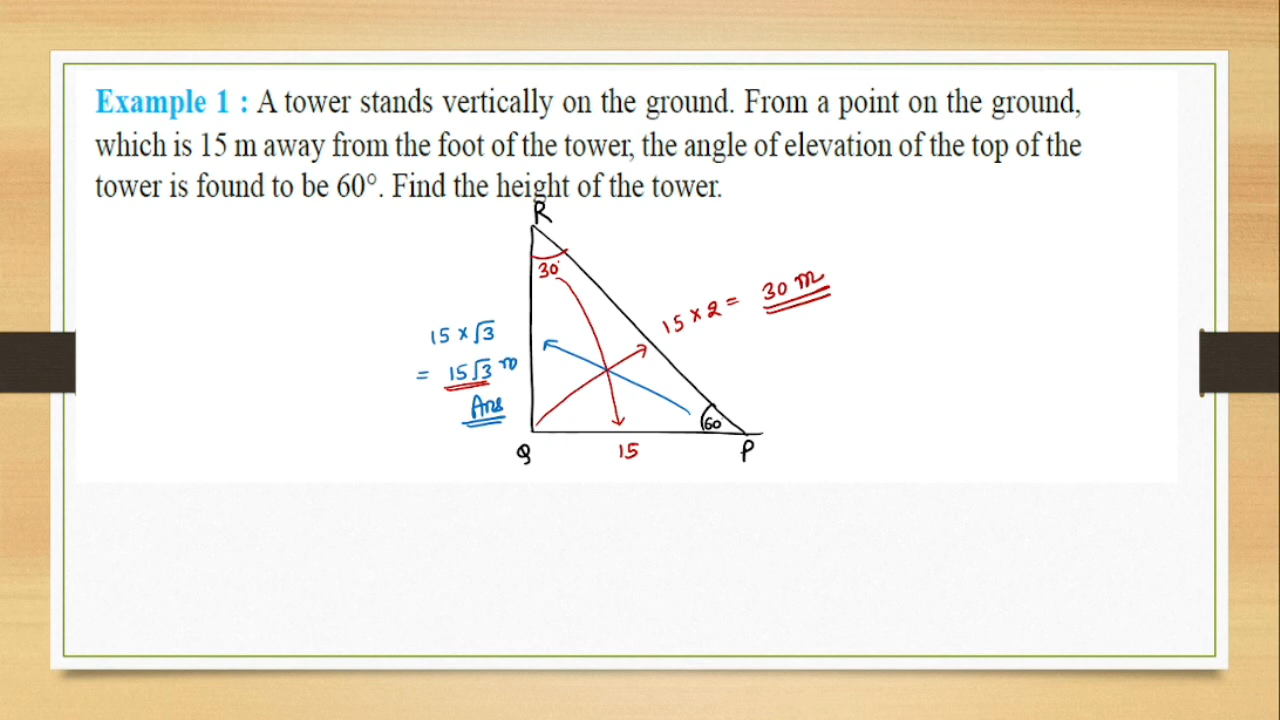 Example 1 : A tower stands vertically on the ground. From a point on the ground,
which is 15 m away from the foot of the tower, the angle of elevation of the top of the
tower is found to be 60°. Find the height of the tower.
R
30°
15 × 2 = 30 m
15 × √3
= 15√3 m
Ans
60
Q
15
P